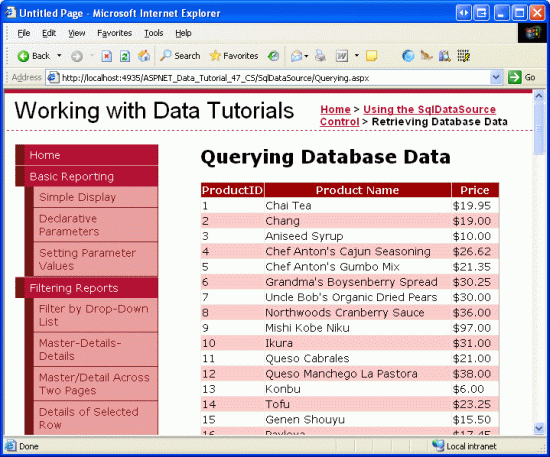 Untitled Page - Microsoft Internet Explorer
File Edit View Favorites Tools Help
Back Search Favorites
Address http://localhost:4935/ASPNET_Data_Tutorial_47_CS/SqlDataSource/Querying.aspx Go
Working with Data Tutorials
Home > Using the SqlDataSource
Control > Retrieving Database Data
Home
Basic Reporting
Simple Display
Declarative
Parameters
Setting Parameter
Values
Filtering Reports
Filter by Drop-Down
List
Master-Details-
Details
Master/Detail Across
Two Pages
Details of Selected
Row
Querying Database Data
ProductID Product Name Price
1 Chai Tea $19.95
2 Chang $19.00
3 Aniseed Syrup $10.00
4 Chef Anton's Cajun Seasoning $26.62
5 Chef Anton's Gumbo Mix $21.35
6 Grandma's Boysenberry Spread $30.25
7 Uncle Bob's Organic Dried Pears $30.00
8 Northwoods Cranberry Sauce $36.00
9 Mishi Kobe Niku $97.00
10 Ikura $31.00
11 Queso Cabrales $21.00
12 Queso Manchego La Pastora $38.00
13 Konbu $6.00
14 Tofu $23.25
15 Genen Shouyu $15.50
16 Pavlova $17.45
Done Local intranet